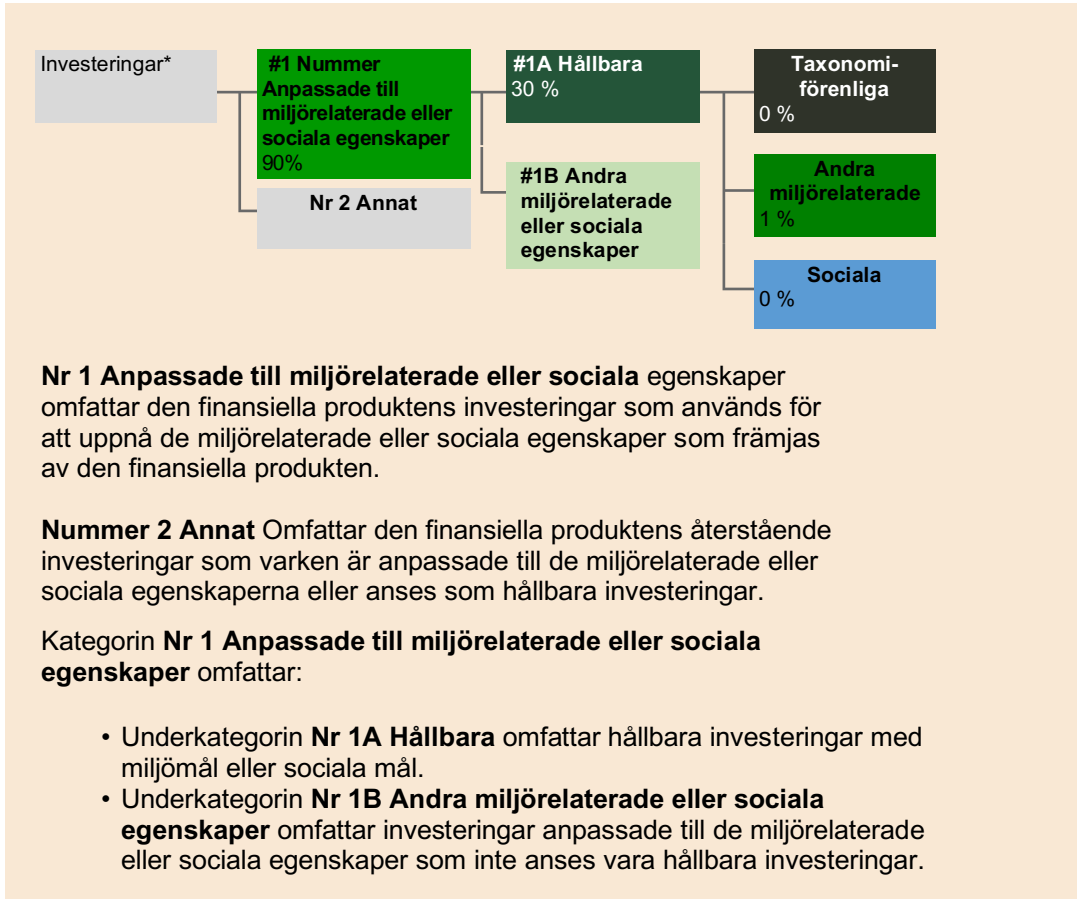 Investeringar*
#1 Nummer
Anpassade till
miljörelaterade eller
sociala egenskaper
90%
Nr 2 Annat
#1A Hållbara
30 %
#1B Andra
miljörelaterade
eller sociala
egenskaper
Taxonomi-
förenliga
0 %
Andra
miljörelaterade
1 %
Sociala
0 %
Nr 1 Anpassade till miljörelaterade eller sociala egenskaper
omfattar den finansiella produktens investeringar som används för
att uppnå de miljörelaterade eller sociala egenskaper som främjas
av den finansiella produkten.
Nummer 2 Annat Omfattar den finansiella produktens återstående
investeringar som varken är anpassade till de miljörelaterade eller
sociala egenskaperna eller anses som hållbara investeringar.
Kategorin Nr 1 Anpassade till miljörelaterade eller sociala
egenskaper omfattar:
• Underkategorin Nr 1A Hållbara omfattar hållbara investeringar med
miljömål eller sociala mål.
• Underkategorin Nr 1B Andra miljörelaterade eller sociala
egenskaper omfattar investeringar anpassade till de miljörelaterade
eller sociala egenskaper som inte anses vara hållbara investeringar.